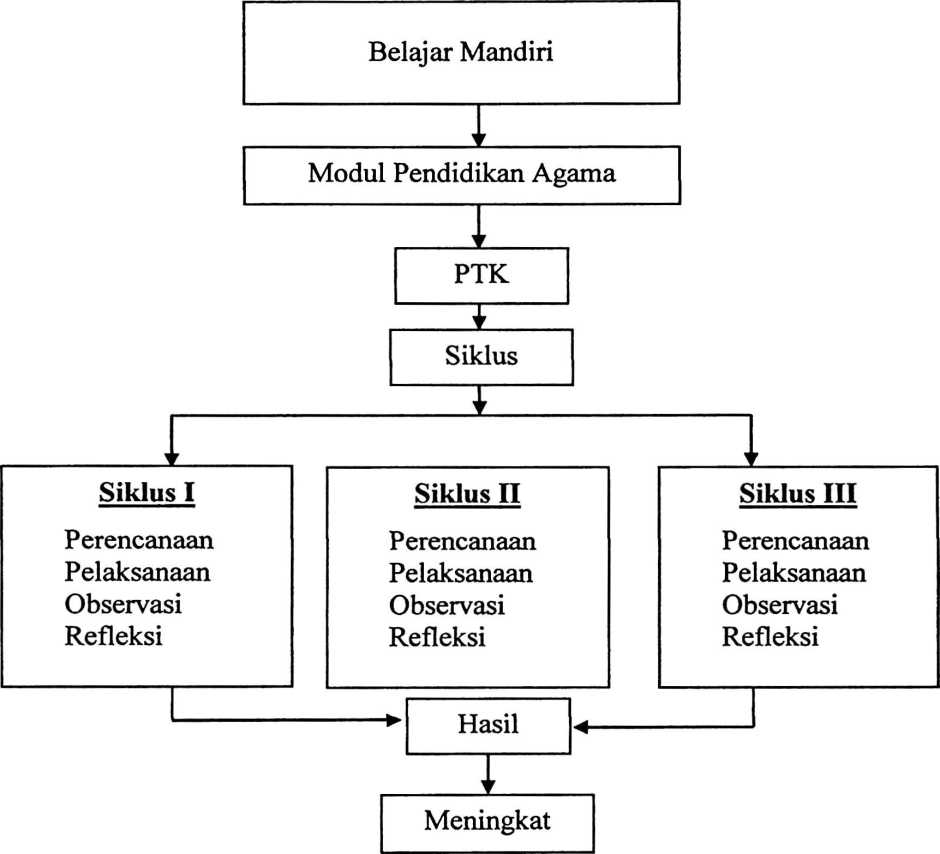 Belajar Mandiri
Modul Pendidikan Agama
PTK
Siklus
Siklus I
Perencanaan
Pelaksanaan
Observasi
Refleksi
Siklus II
Perencanaan
Pelaksanaan
Observasi
Refleksi
Siklus III
Perencanaan
Pelaksanaan
Observasi
Refleksi
Hasil
Meningkat